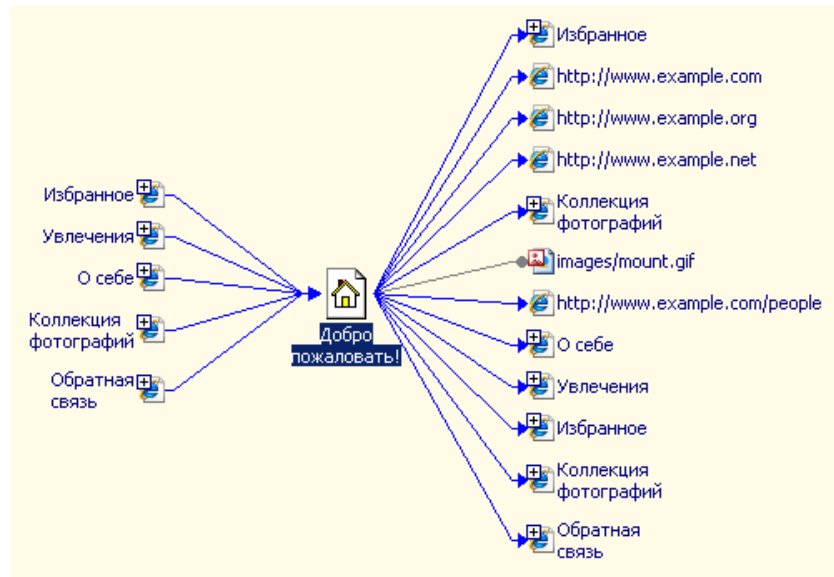 Избранное
Увлечения
О себе
Коллекция
фотографий
Обратная
связь
Добро
пожаловать!
Избранное
http://www.example.com
http://www.example.org
http://www.example.net
Коллекция
фотографий
images/mount.gif
http://www.example.com/people
О себе
Увлечения
Избранное
Коллекция
фотографий
Обратная
связь